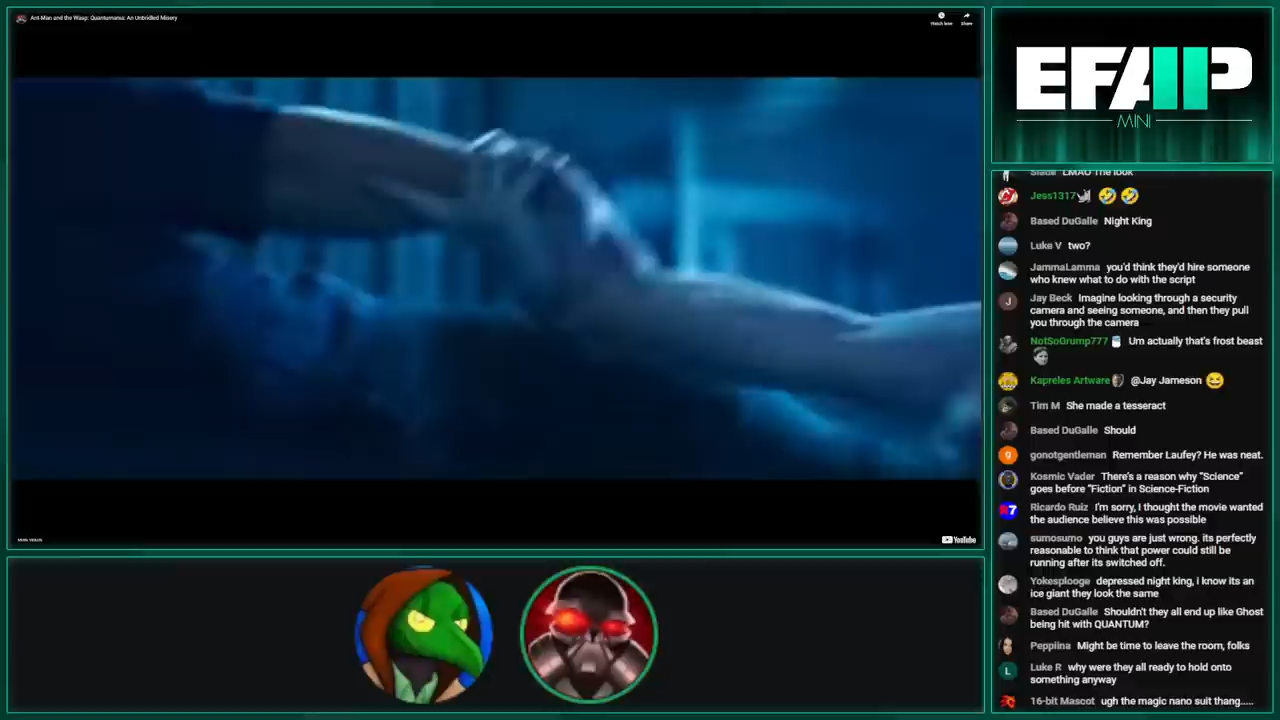 Ant-Man and the Wasp: Quantumania: An Unbridled Misery
Watch later
Share
MORE VIDEOS
YouTube
EFAP
MINI
LMAO The look
Jess1317
Based DuGalle Night King
Luke V two?
JammaLamma you'd think they'd hire someone
who knew what to do with the script
J
Jay Beck Imagine looking through a security
camera and seeing someone, and then they pull
you through the camera
NotSoGrump777 Um actually that's frost beast
Kapreles Artware @Jay Jameson
Tim M She made a tesseract
Based DuGalle Should
gonotgentleman Remember Laufey? He was neat.
Kosmic Vader There's a reason why “Science”
goes before “Fiction” in Science-Fiction
Ricardo Ruiz I'm sorry, I thought the movie wanted
the audience believe this was possible
sumosumo you guys are just wrong. its perfectly
reasonable to think that power could still be
running after its switched off.
Yokesplooge depressed night king, i know its an
ice giant they look the same
Based DuGalle Shouldn't they all end up like Ghost
being hit with QUANTUM?
Pepplina Might be time to leave the room, folks
L
Luke R why were they all ready to hold onto
something anyway
16-bit Mascot ugh the magic nano suit thang.....